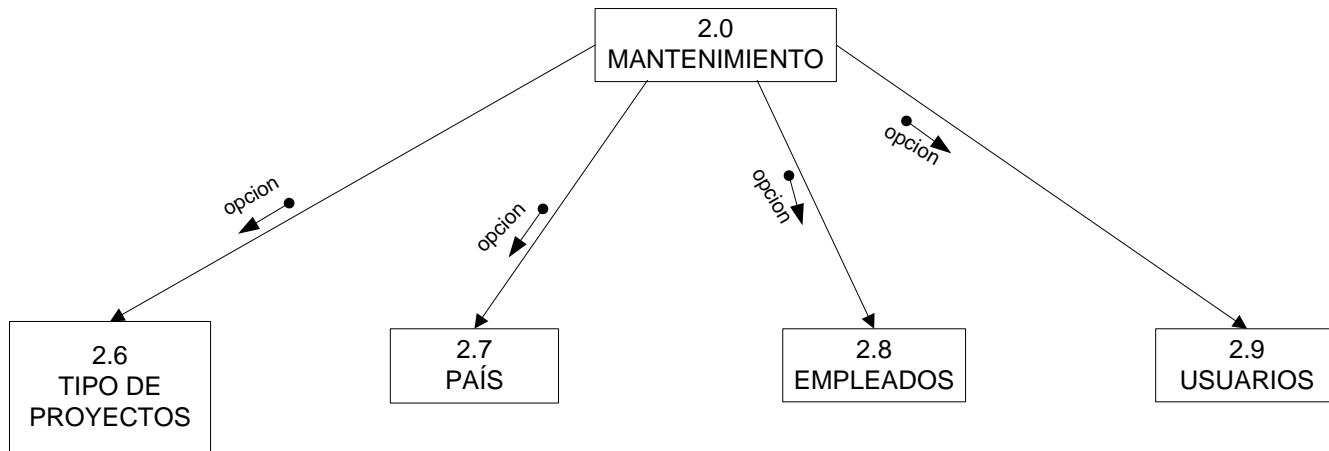 2.0
MANTENIMIENTO
opcion
opcion
opcion
opcion
2.6
TIPO DE
PROYECTOS
2.7
PAÍS
2.8
EMPLEADOS
2.9
USUARIOS